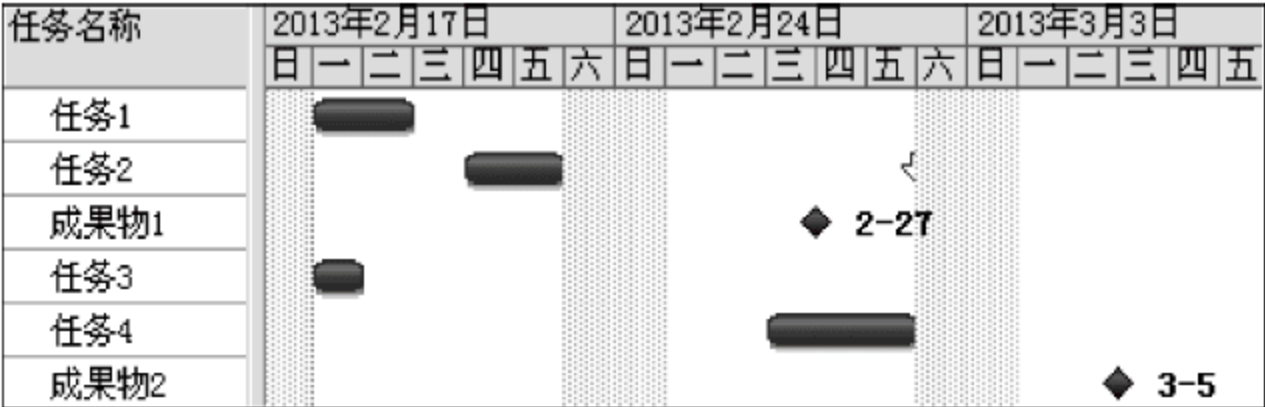 任务名称 2013年2月17日 2013年2月24日 2013年3月3日
日 一 二 三 四 五 六 日 一 二 三 四 五 六 日 一 二 三 四 五
任务1
任务2
成果物1 2-27
任务3
任务4
成果物2 3-5